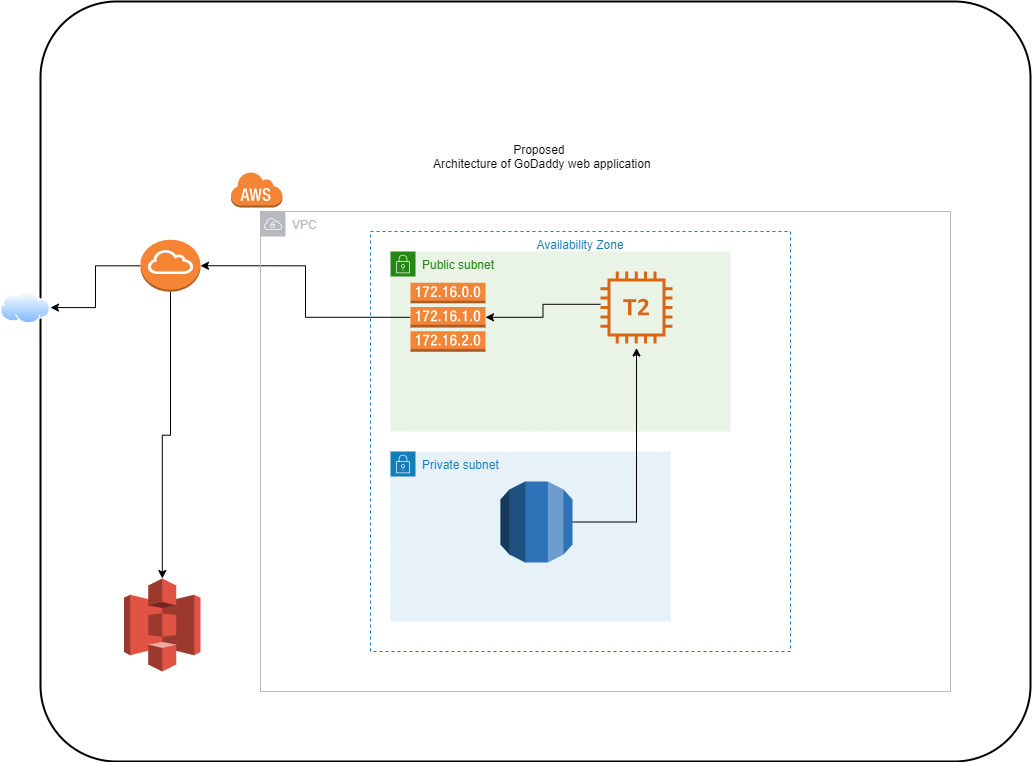 Proposed
Architecture of GoDaddy web application
AWS
VPC
Availability Zone
Public subnet
172.16.0.0
172.16.1.0
172.16.2.0
T2
Private subnet